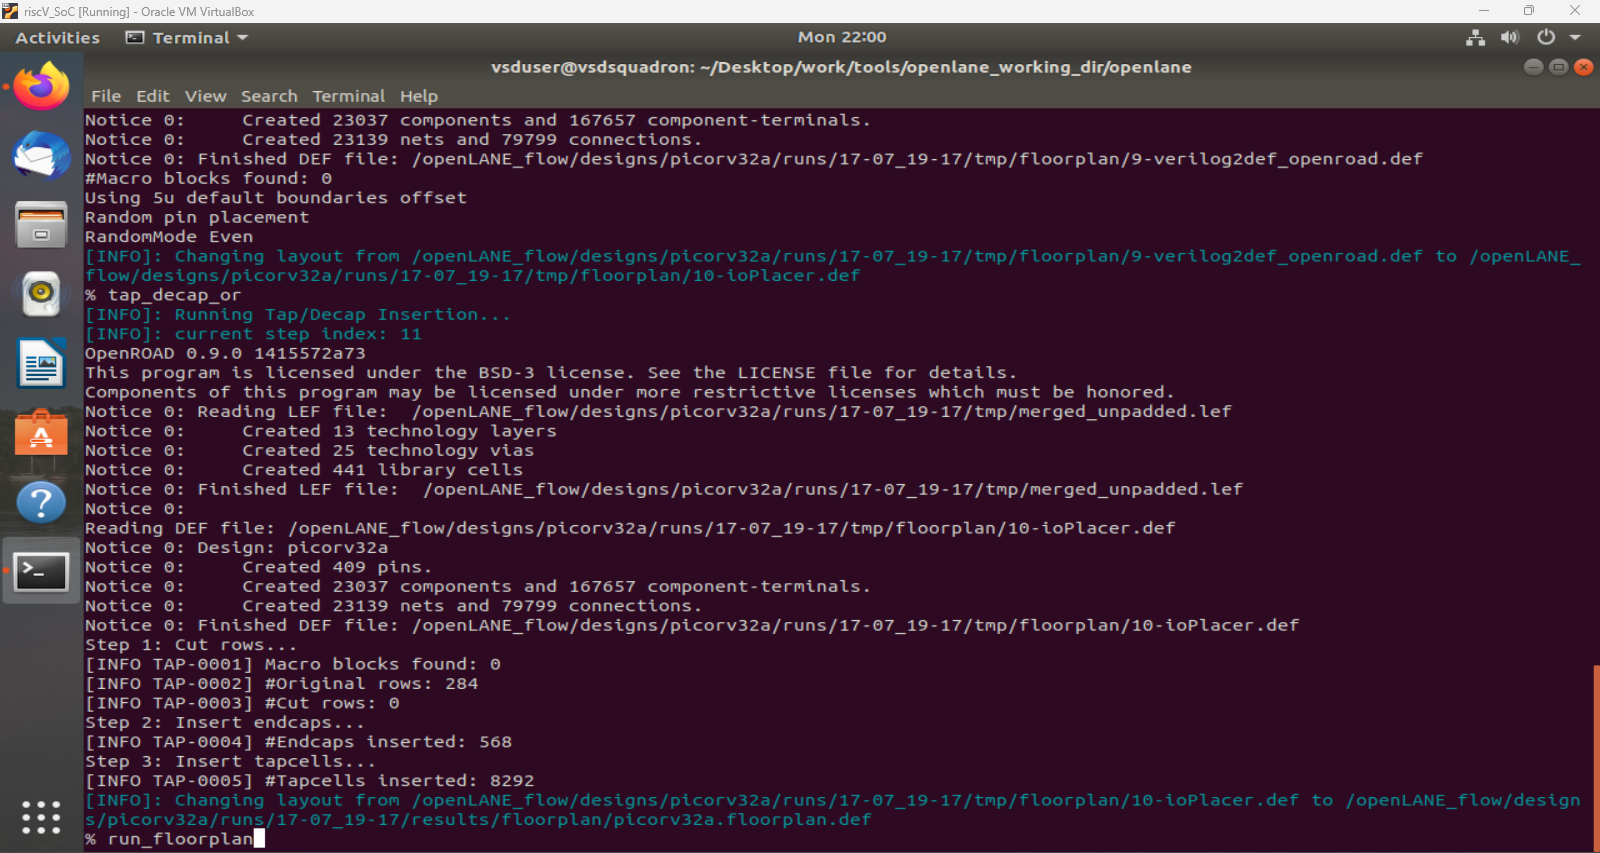 riscV_SoC [Running] - Oracle VM VirtualBox
Activities Terminal Mon 22:00
vsduser@vsdsquadron: ~/Desktop/work/tools/openlane_working_dir/openlane
File Edit View Search Terminal Help
Notice 0:     Created 23037 components and 167657 component-terminals.
Notice 0:     Created 23139 nets and 79799 connections.
Notice 0: Finished DEF file: /openLANE_flow/designs/picorv32a/runs/17-07_19-17/tmp/floorplan/9-verilog2def_openroad.def
#Macro blocks found: 0
Using 5u default boundaries offset
Random pin placement
RandomMode Even
[INFO]: Changing layout from /openLANE_flow/designs/picorv32a/runs/17-07_19-17/tmp/floorplan/9-verilog2def_openroad.def to /openLANE_
flow/designs/picorv32a/runs/17-07_19-17/tmp/floorplan/10-ioPlacer.def
% tap_decap_or
[INFO]: Running Tap/Decap Insertion...
[INFO]: current step index: 11
OpenROAD 0.9.0 1415572a73
This program is licensed under the BSD-3 license. See the LICENSE file for details.
Components of this program may be licensed under more restrictive licenses which must be honored.
Notice 0: Reading LEF file:  /openLANE_flow/designs/picorv32a/runs/17-07_19-17/tmp/merged_unpadded.lef
Notice 0:     Created 13 technology layers
Notice 0:     Created 25 technology vias
Notice 0:     Created 441 library cells
Notice 0: Finished LEF file:  /openLANE_flow/designs/picorv32a/runs/17-07_19-17/tmp/merged_unpadded.lef
Notice 0:
Reading DEF file: /openLANE_flow/designs/picorv32a/runs/17-07_19-17/tmp/floorplan/10-ioPlacer.def
Notice 0: Design: picorv32a
Notice 0:     Created 409 pins.
Notice 0:     Created 23037 components and 167657 component-terminals.
Notice 0:     Created 23139 nets and 79799 connections.
Notice 0: Finished DEF file: /openLANE_flow/designs/picorv32a/runs/17-07_19-17/tmp/floorplan/10-ioPlacer.def
Step 1: Cut rows...
[INFO TAP-0001] Macro blocks found: 0
[INFO TAP-0002] #Original rows: 284
[INFO TAP-0003] #Cut rows: 0
Step 2: Insert endcaps...
[INFO TAP-0004] #Endcaps inserted: 568
Step 3: Insert tapcells...
[INFO TAP-0005] #Tapcells inserted: 8292
[INFO]: Changing layout from /openLANE_flow/designs/picorv32a/runs/17-07_19-17/tmp/floorplan/10-ioPlacer.def to /openLANE_flow/design
s/picorv32a/runs/17-07_19-17/results/floorplan/picorv32a.floorplan.def
% run_floorplan